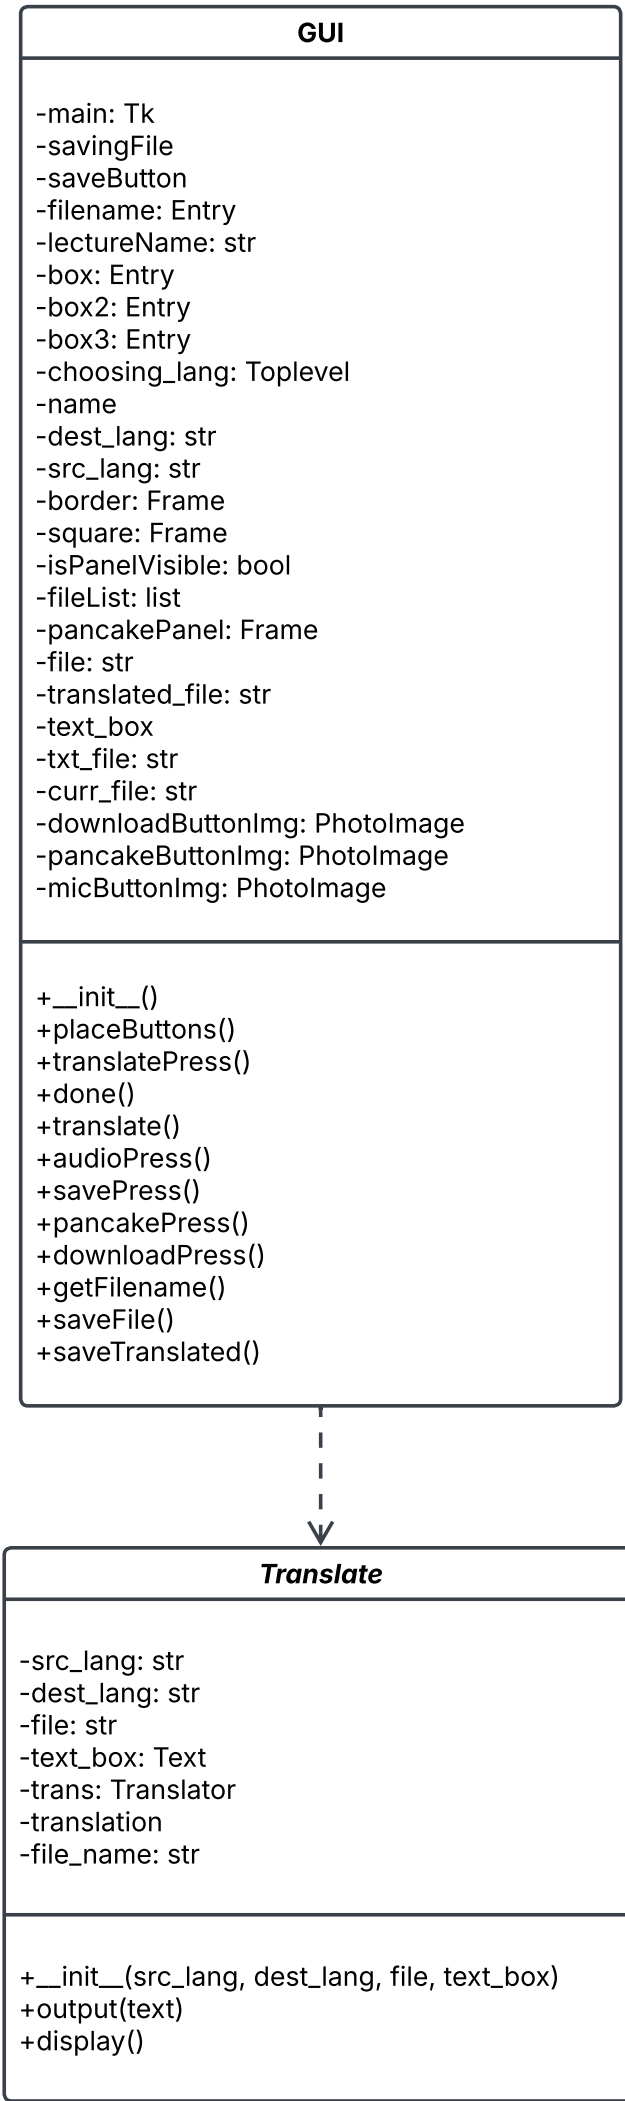 GUI
-main: Tk
-savingFile
-saveButton
-filename: Entry
-lectureName: str
-box: Entry
-box2: Entry
-box3: Entry
-choosing_lang: Toplevel
-name
-dest_lang: str
-src_lang: str
-border: Frame
-square: Frame
-isPanelVisible: bool
-fileList: list
-pancakePanel: Frame
-file: str
-translated_file: str
-text_box
-txt_file: str
-curr_file: str
-downloadButtonImg: PhotoImage
-pancakeButtonImg: PhotoImage
-micButtonImg: PhotoImage
+__init__()
+placeButtons()
+translatePress()
+done()
+translate()
+audioPress()
+savePress()
+pancakePress()
+downloadPress()
+getFilename()
+saveFile()
+saveTranslated()
Translate
-src_lang: str
-dest_lang: str
-file: str
-text_box: Text
-trans: Translator
-translation
-file_name: str
+__init__(src_lang, dest_lang, file, text_box)
+output(text)
+display()